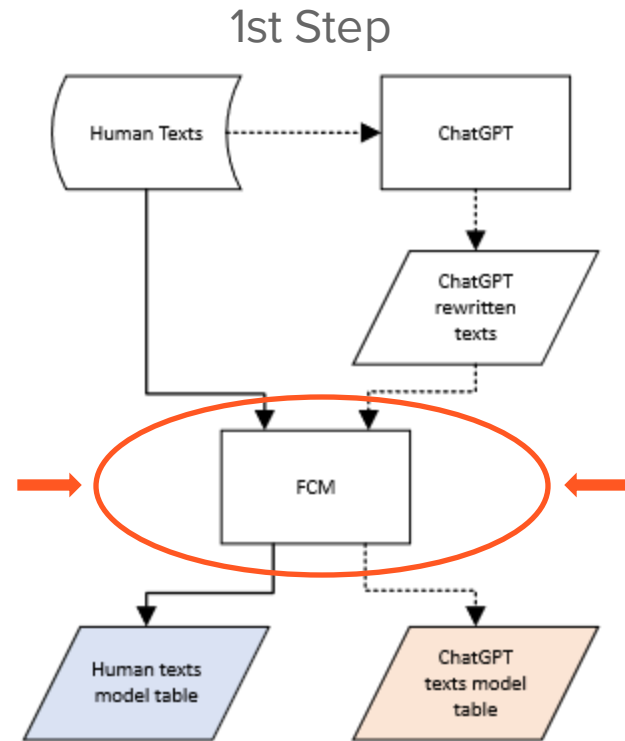 1st Step
Human Texts
ChatGPT
ChatGPT
rewritten
texts
FCM
Human texts
model table
ChatGPT
texts model
table